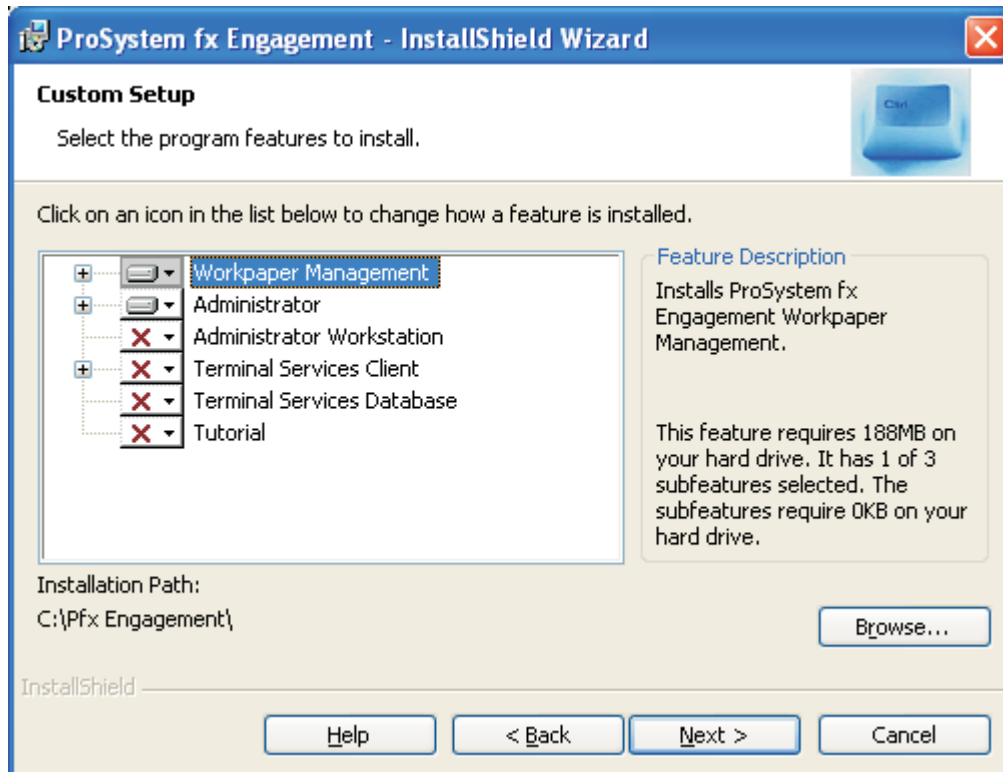 ProSystem fx Engagement - InstallShield Wizard
Custom Setup
Select the program features to install.
Ctrl
Click on an icon in the list below to change how a feature is installed.
Workpaper Management
Administrator
Administrator Workstation
Terminal Services Client
Terminal Services Database
Tutorial
Feature Description
Installs ProSystem fx
Engagement Workpaper
Management.
This feature requires 188MB on
your hard drive. It has 1 of 3
subfeatures selected. The
subfeatures require 0KB on your
hard drive.
Installation Path:
C:\Pfx Engagement\
Browse...
InstallShield
Help
< Back
Next >
Cancel